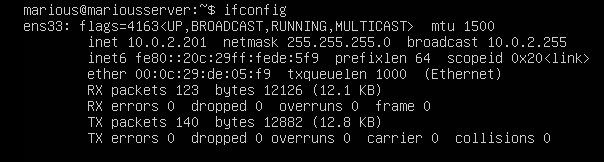 marious@mariousserver:~$ ifconfig
ens33: flags=4163<UP,BROADCAST,RUNNING,MULTICAST>  mtu 1500
        inet 10.0.2.201  netmask 255.255.255.0  broadcast 10.0.2.255
        inet6 fe80::20c:29ff:fede:5f9  prefixlen 64  scopeid 0x20<link>
        ether 00:0c:29:de:05:f9  txqueuelen 1000  (Ethernet)
        RX packets 123  bytes 12126 (12.1 KB)
        RX errors 0  dropped 0  overruns 0  frame 0
        TX packets 140  bytes 12882 (12.8 KB)
        TX errors 0  dropped 0 overruns 0  carrier 0  collisions 0